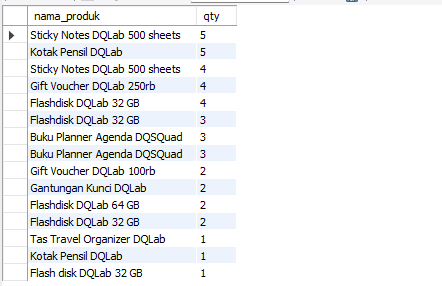 nama_produk qty
Sticky Notes DQLab 500 sheets 5
Kotak Pensil DQLab 5
Sticky Notes DQLab 500 sheets 4
Gift Voucher DQLab 250rb 4
Flashdisk DQLab 32 GB 4
Flashdisk DQLab 32 GB 3
Buku Planner Agenda DQSQuad 3
Buku Planner Agenda DQSQuad 3
Gift Voucher DQLab 100rb 2
Gantungan Kunci DQLab 2
Flashdisk DQLab 64 GB 2
Flashdisk DQLab 32 GB 2
Tas Travel Organizer DQLab 1
Kotak Pensil DQLab 1
Flash disk DQLab 32 GB 1